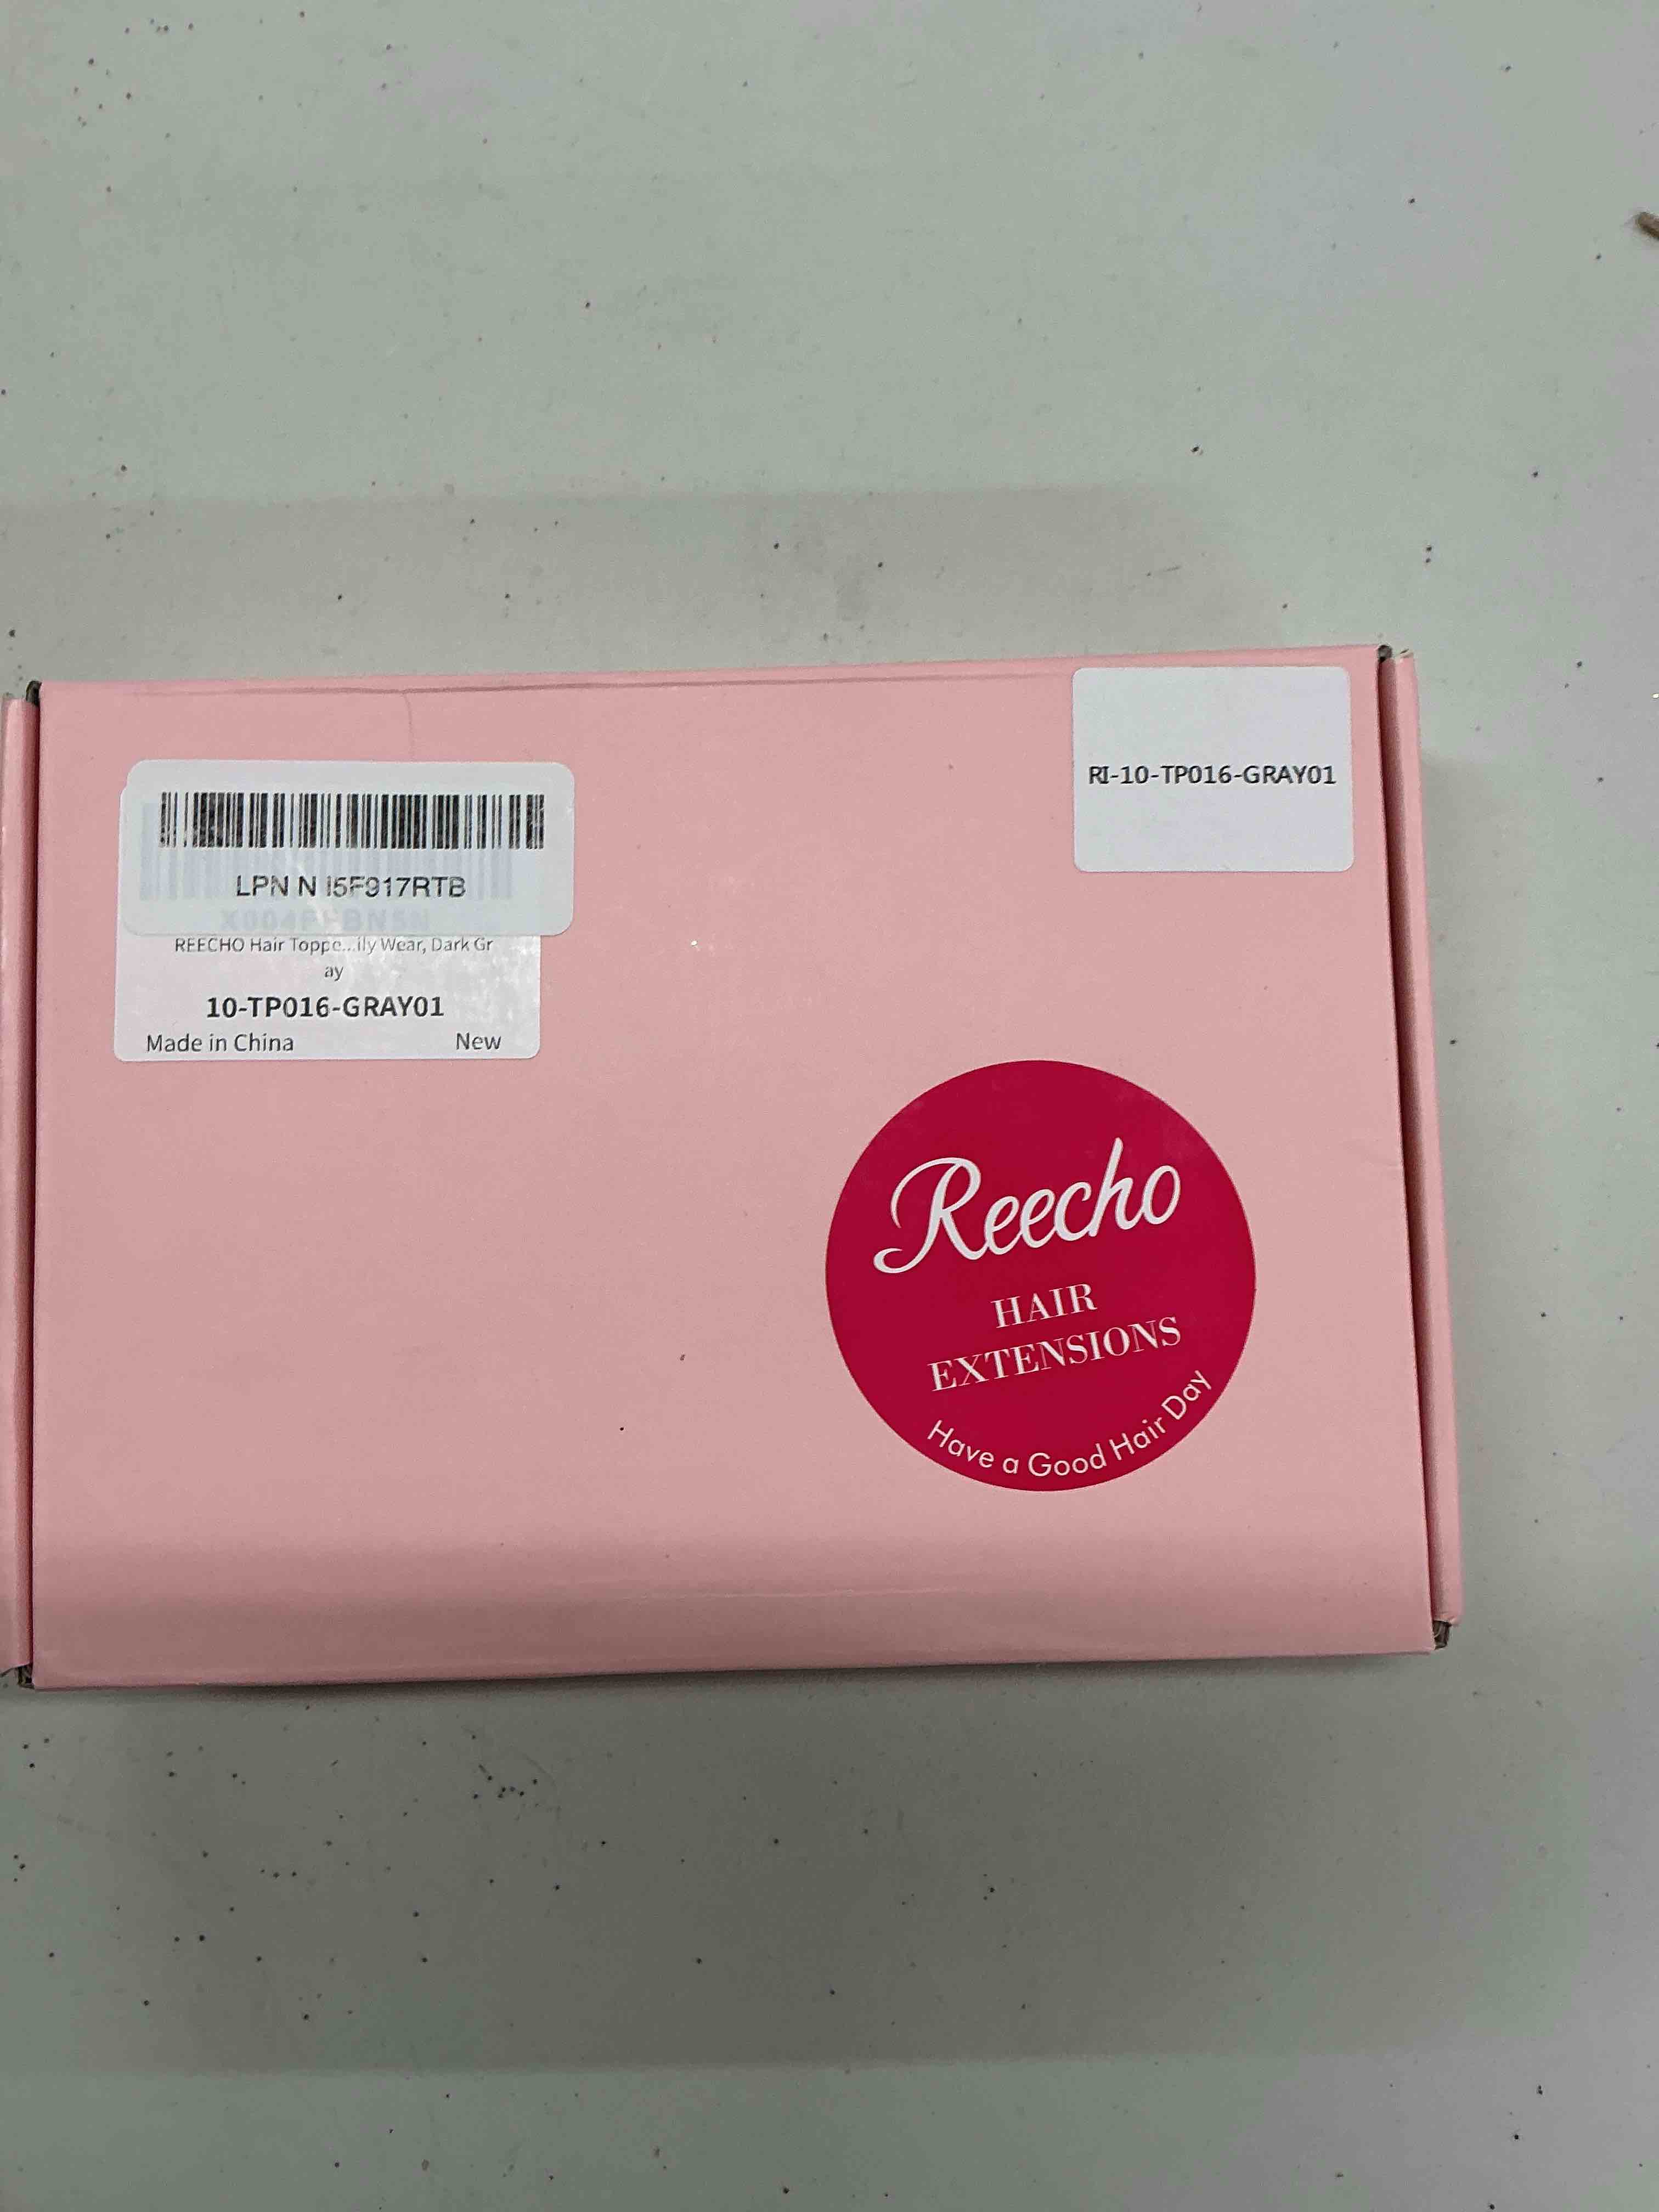 RI-10-TP016-GRAY01
LPN N I5F917RTB
REECHO Hair Toppe...ily Wear, Dark Gr
ay
10-TP016-GRAY01
Made in China New
Reecho
HAIR
EXTENSIONS
Have a Good Hair Day